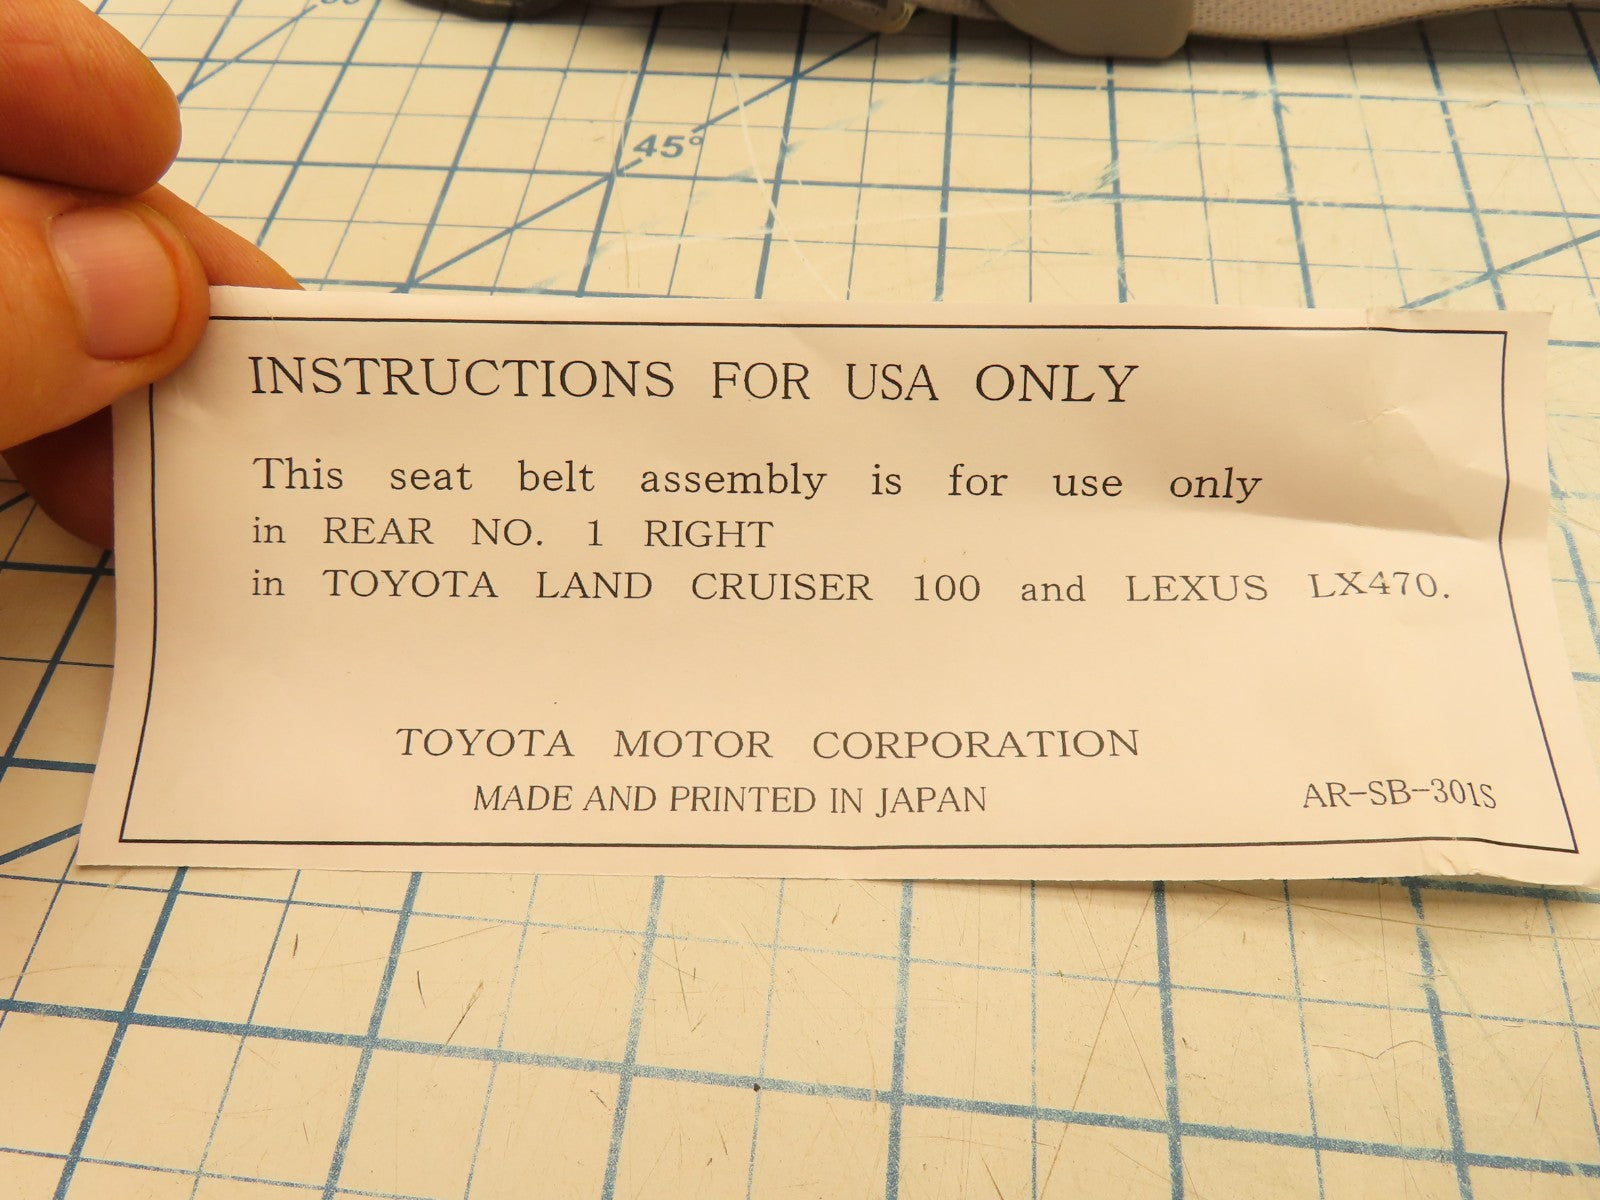 45°
INSTRUCTIONS FOR USA ONLY
This seat belt assembly is for use only
in REAR NO. 1 RIGHT
in TOYOTA LAND CRUISER 100 and LEXUS LX470.
TOYOTA MOTOR CORPORATION
MADE AND PRINTED IN JAPAN
AR-SB-301S